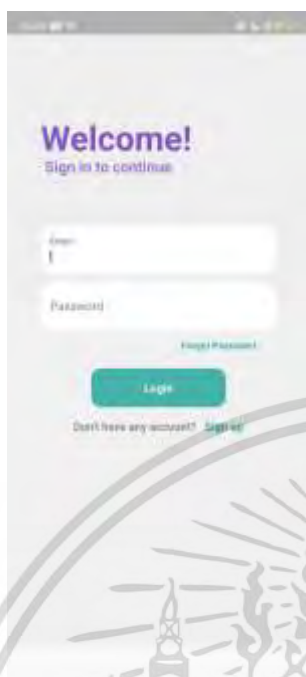 Welcome!
Sign in to continue
Email
Password
Forgot Password
Login
Don't have any account? Sign up